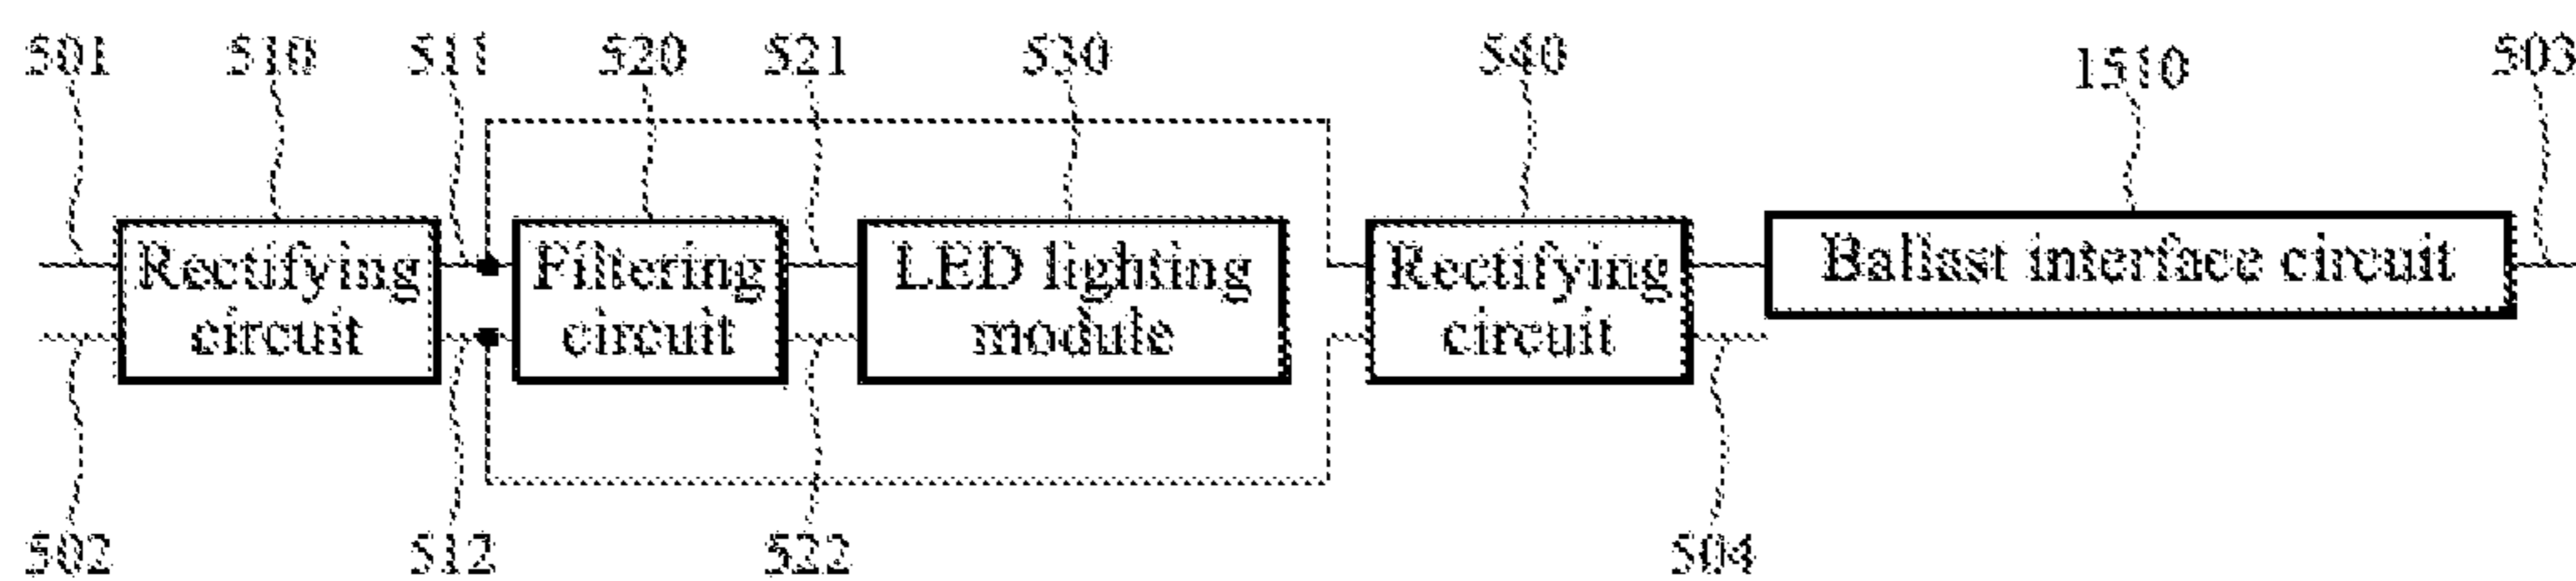 501
510
511
520
521
530
540
1510
503
Rectifying
circuit
Filtering
circuit
LED lighting
module
Rectifying
circuit
Ballast interface circuit
502
512
522
504